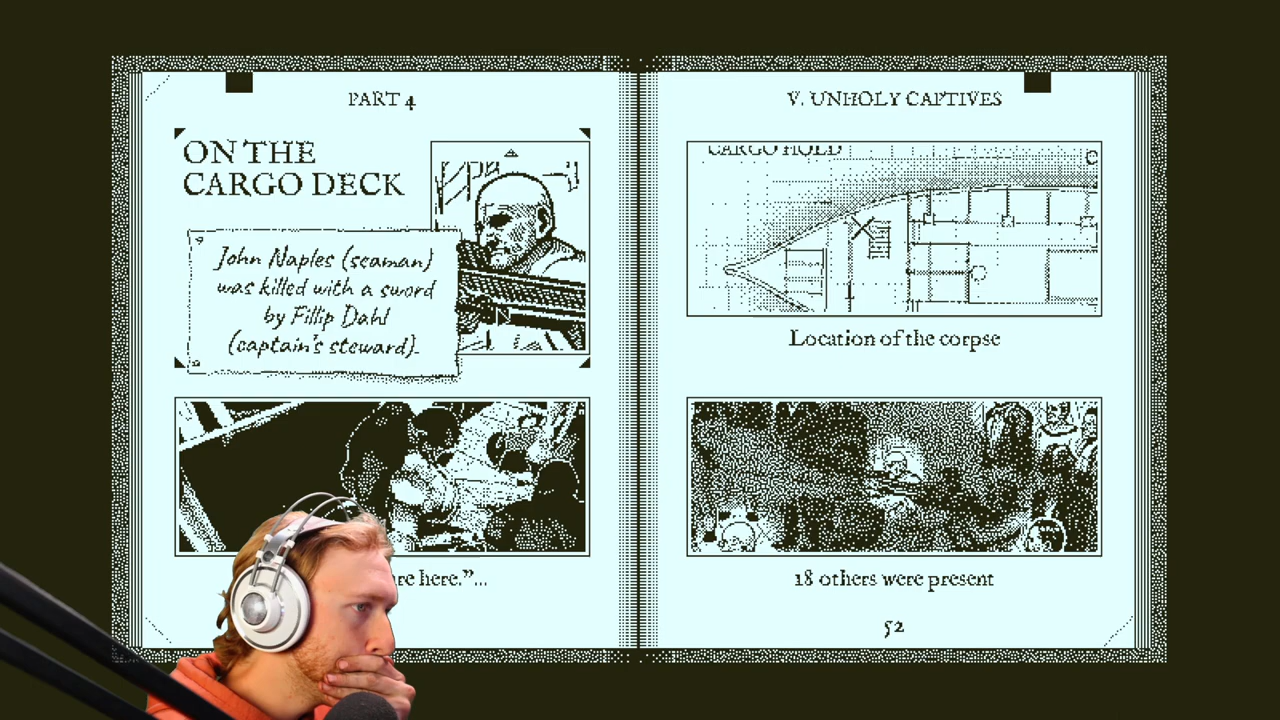 PART 4
ON THE
CARGO DECK
John Naples (seaman)
was killed with a sword
by Fillip Dahl
(captain's steward).
here."...
V. UNHOLY CAPTIVES
CARGO HOLD
C
Location of the corpse
18 others were present
52